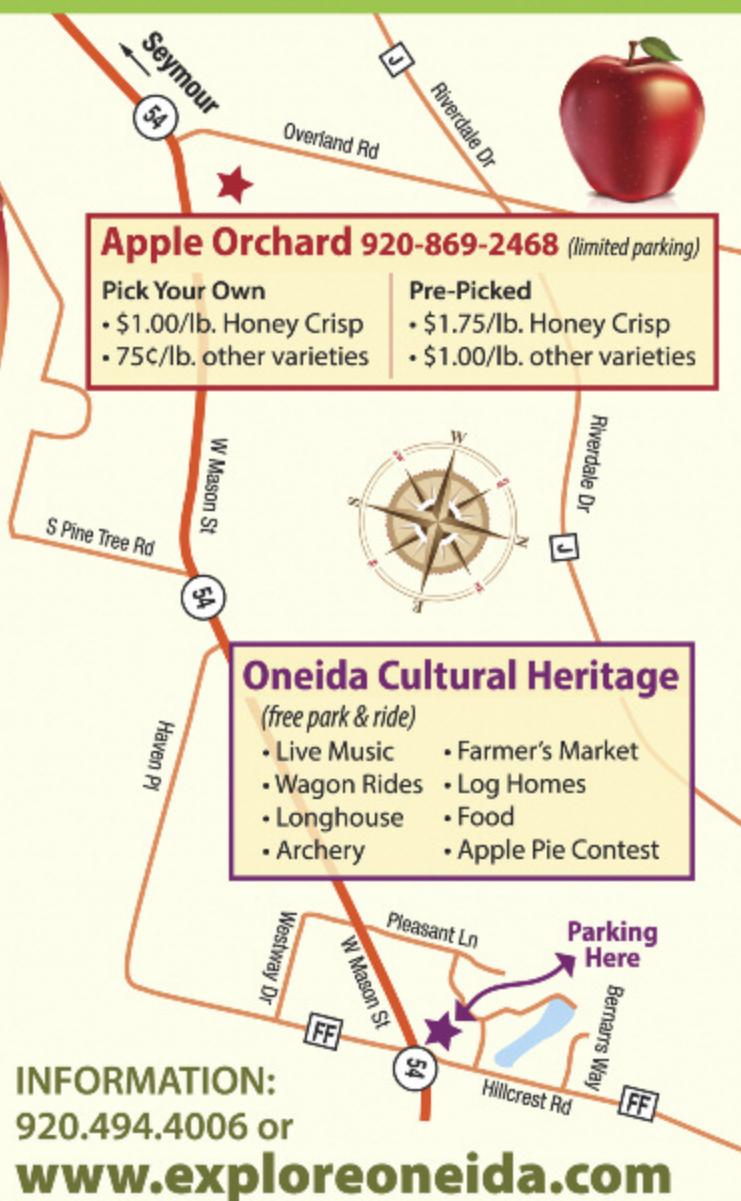 Seymour
54
J
Riverdale Dr
Overland Rd
Apple Orchard 920-869-2468 (limited parking)
Pick Your Own
• $1.00/lb. Honey Crisp
• 75¢/lb. other varieties
Pre-Picked
• $1.75/lb. Honey Crisp
• $1.00/lb. other varieties
W Mason St
Riverdale Dr
W
S
N
E
J
S Pine Tree Rd
54
Oneida Cultural Heritage
(free park & ride)
• Live Music
• Wagon Rides
• Longhouse
• Archery
• Farmer's Market
• Log Homes
• Food
• Apple Pie Contest
Haven Pl
Westway Dr
W Mason St
Pleasant Ln
Parking
Here
FF
54
Hillcrest Rd
Bernarrs Way
FF
INFORMATION:
920.494.4006 or
www.exploreoneida.com